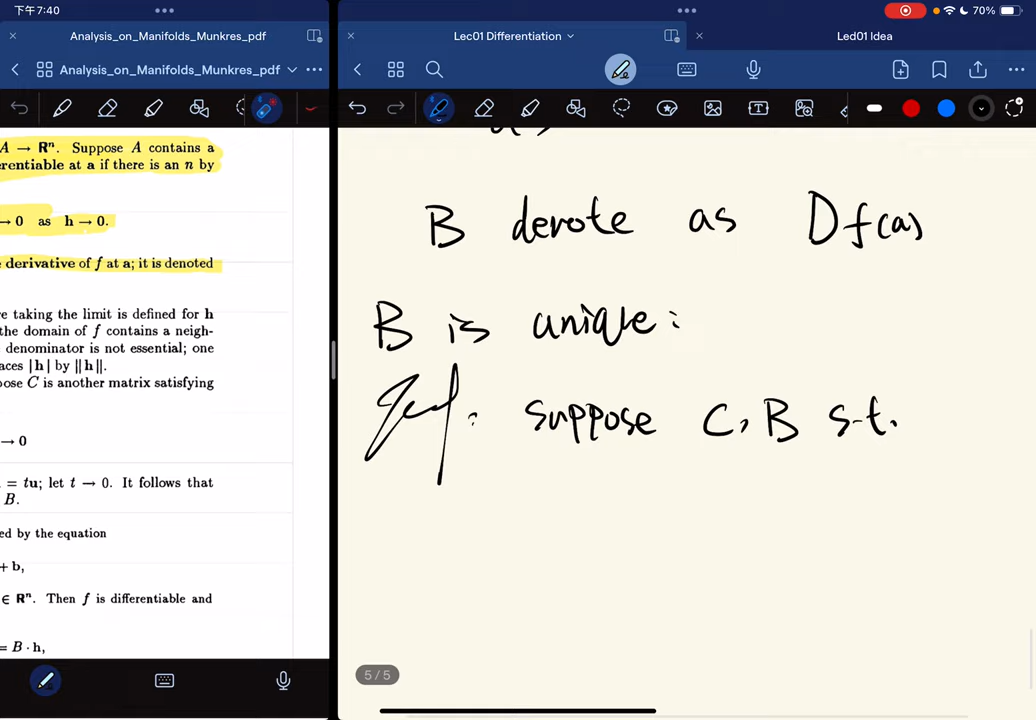 下午7:40
70%
Analysis_on_Manifolds_Munkres_pdf
Lec01 Differentiation
Led01 Idea
Analysis_on_Manifolds_Munkres_pdf
A → Rⁿ. Suppose A contains a
erentiable at a if there is an n by
→ 0 as h → 0.
e derivative of f at a; it is denoted
re taking the limit is defined for h
the domain of f contains a neigh-
denominator is not essential; one
aces |h| by ||h||.
pose C is another matrix satisfying
→ 0
= tu; let t → 0. It follows that
B.
ed by the equation
+ b,
∈ Rⁿ. Then f is differentiable and
= B · h,
B denote as Df(a)
B is unique:
suppose C, B s.t.
5 / 5